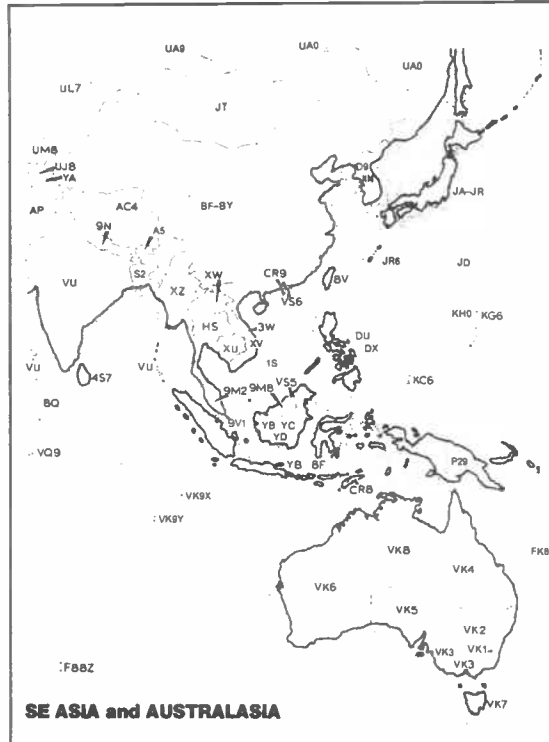 UA9 UA0
UA0
UL7
JT
UM8
UJ8
YA
D9
JA-JR
AP AC4 BF-BY
9N A5
JR6 JD
S2 XW CR9 BV
VU XZ VS6
KH0 KG6
HS 3W
DU
XU XV
DX
VU VU 1S
4S7 KC6
9M2 9M8 VS5
BQ
9V1 YB YC
YD
VQ9 YB BF P29
CR8
VK9X
VK9Y
VK8 FK8
VK4
VK6
VK5
VK2
VK3 VK1
VK3
FB8Z
VK7
SE ASIA and AUSTRALASIA